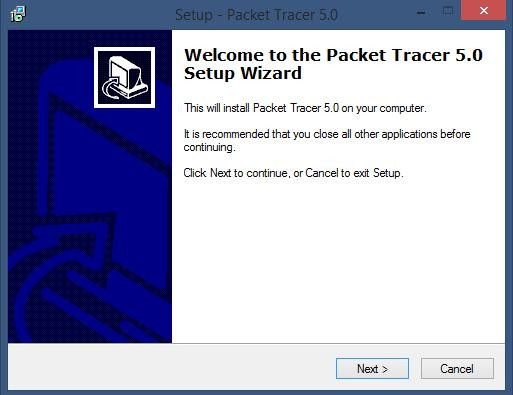 Setup - Packet Tracer 5.0
Welcome to the Packet Tracer 5.0
Setup Wizard
This will install Packet Tracer 5.0 on your computer.
It is recommended that you close all other applications before
continuing.
Click Next to continue, or Cancel to exit Setup.
Next >
Cancel